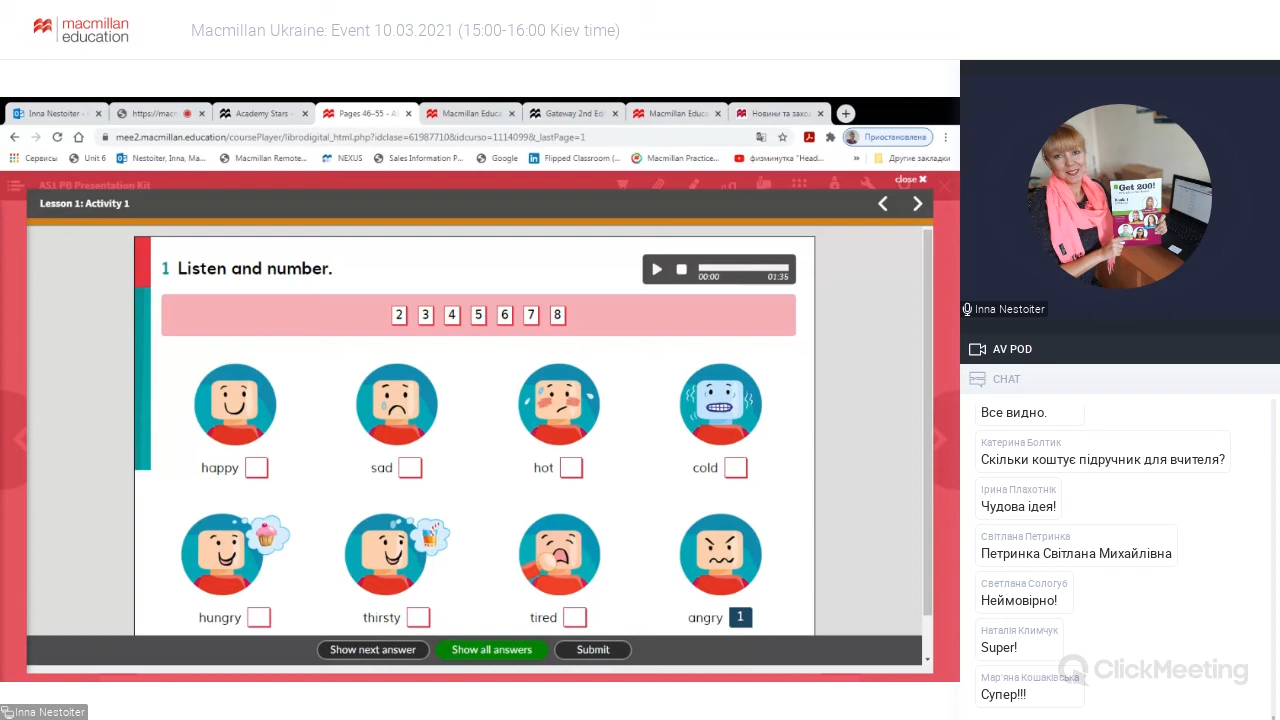 macmillan
education
Macmillan Ukraine: Event 10.03.2021 (15:00-16:00 Kiev time)
Inna Nestoiter -
https://macm
Academy Stars -
Pages 46–55 - AS
Macmillan Educa
Gateway 2nd Ed
Macmillan Educa
Новини та захо
mee2.macmillan.education/coursePlayer/librodigital_html.php?idclase=61987710&idcurso=1114099&_lastPage=1
Приостановлена
Сервисы
Unit 6
Nestoiter, Inna, Ma...
Macmillan Remote...
NEXUS
Sales Information P...
Google
Flipped Classroom (...
Macmillan Practice...
физминутка "Head...
»
Другие закладки
AS1 PB Presentation Kit
close
Lesson 1: Activity 1
1 Listen and number.
00:00 01:35
2 3 4 5 6 7 8
happy
sad
hot
cold
hungry
thirsty
tired
angry 1
Show next answer
Show all answers
Submit
Inna Nestoiter
Get 200!
Inna Nestoiter
AV POD
CHAT
Все видно.
Катерина Болтик
Скільки коштує підручник для вчителя?
Ірина Плахотнік
Чудова ідея!
Світлана Петринка
Петринка Світлана Михайлівна
Светлана Сологуб
Неймовірно!
Наталія Климчук
Super!
Мар'яна Кошаківська
Супер!!!
ClickMeeting